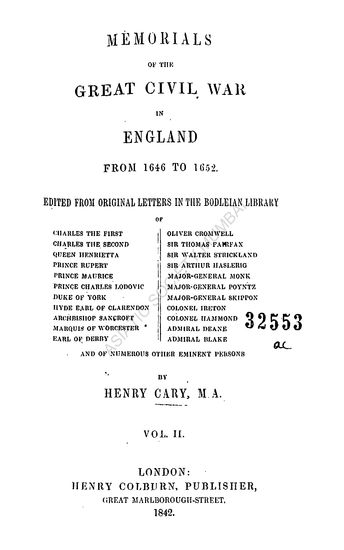 MEMORIALS
OF THE
GREAT CIVIL WAR
IN
ENGLAND
FROM 1646 TO 1652.
EDITED FROM ORIGINAL LETTERS IN THE BODLEIAN LIBRARY
OF
CHARLES THE FIRST
CHARLES THE SECOND
QUEEN HENRIETTA
PRINCE RUPERT
PRINCE MAURICE
PRINCE CHARLES LODOVIC
DUKE OF YORK
HYDE EARL OF CLARENDON
ARCHBISHOP SANCROFT
MARQUIS OF WORCESTER
EARL OF DERBY
OLIVER CROMWELL
SIR THOMAS FAIRFAX
SIR WALTER STRICKLAND
SIR ARTHUR HASLERIG
MAJOR-GENERAL MONK
MAJOR-GENERAL POYNTZ
MAJOR-GENERAL SKIPPON
COLONEL IRETON
COLONEL HAMMOND
ADMIRAL DEANE
ADMIRAL BLAKE
32553
ac
AND OF NUMEROUS OTHER EMINENT PERSONS
BY
HENRY CARY, M.A.
VOL. II.
LONDON:
HENRY COLBURN, PUBLISHER,
GREAT MARLBOROUGH-STREET.
1842.